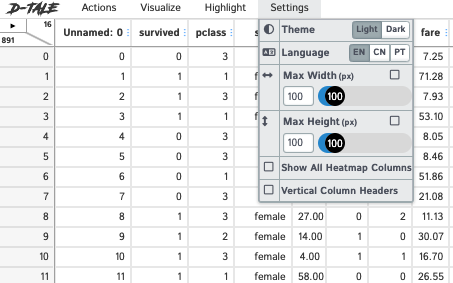 D-TALE Actions Visualize Highlight Settings
▸ 16 891 Unnamed: 0 survived pclass fare
0 0 0 3 7.25
1 1 1 1 71.28
2 2 1 3 7.93
3 3 1 1 53.10
4 4 0 3 8.05
5 5 0 3 8.46
6 6 0 1 51.86
7 7 0 3 21.08
8 8 1 3 female 27.00 0 2 11.13
9 9 1 2 female 14.00 1 0 30.07
10 10 1 3 female 4.00 1 1 16.70
11 11 1 1 female 58.00 0 0 26.55
Theme Light Dark
Language EN CN PT
Max Width (px)
100 100
Max Height (px)
100 100
Show All Heatmap Columns
Vertical Column Headers